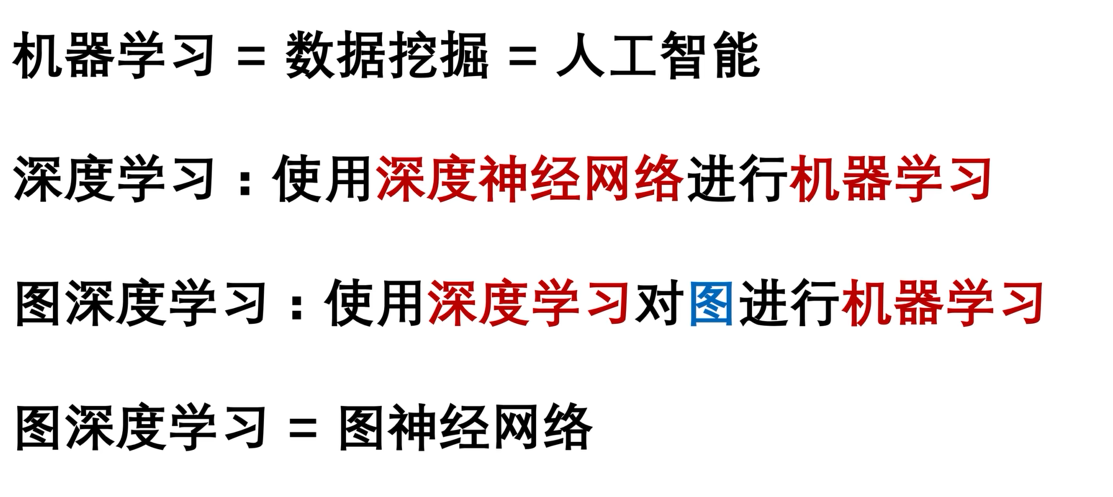 机器学习 = 数据挖掘 = 人工智能
深度学习：使用深度神经网络进行机器学习
图深度学习：使用深度学习对图进行机器学习
图深度学习 = 图神经网络